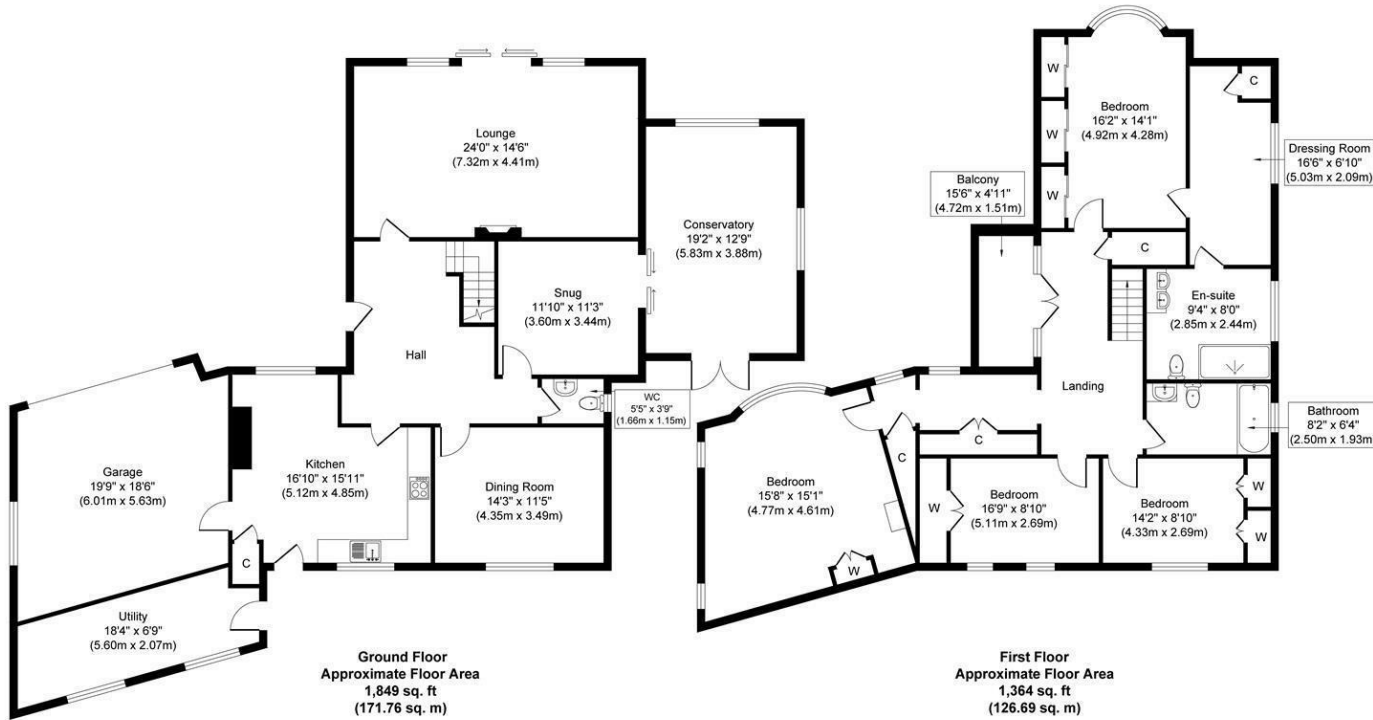 Lounge
24'0" x 14'6"
(7.32m x 4.41m)
Conservatory
19'2" x 12'9"
(5.83m x 3.88m)
Snug
11'10" x 11'3"
(3.60m x 3.44m)
Hall
WC
5'5" x 3'9"
(1.66m x 1.15m)
Garage
19'9" x 18'6"
(6.01m x 5.63m)
Kitchen
16'10" x 15'11"
(5.12m x 4.85m)
Dining Room
14'3" x 11'5"
(4.35m x 3.49m)
C
Utility
18'4" x 6'9"
(5.60m x 2.07m)
Ground Floor
Approximate Floor Area
1,849 sq. ft
(171.76 sq. m)
W
W
W
Bedroom
16'2" x 14'1"
(4.92m x 4.28m)
C
Dressing Room
16'6" x 6'10"
(5.03m x 2.09m)
Balcony
15'6" x 4'11"
(4.72m x 1.51m)
C
En-suite
9'4" x 8'0"
(2.85m x 2.44m)
Landing
Bathroom
8'2" x 6'4"
(2.50m x 1.93m)
C
C
Bedroom
15'8" x 15'1"
(4.77m x 4.61m)
W
W
Bedroom
16'9" x 8'10"
(5.11m x 2.69m)
Bedroom
14'2" x 8'10"
(4.33m x 2.69m)
W
W
First Floor
Approximate Floor Area
1,364 sq. ft
(126.69 sq. m)